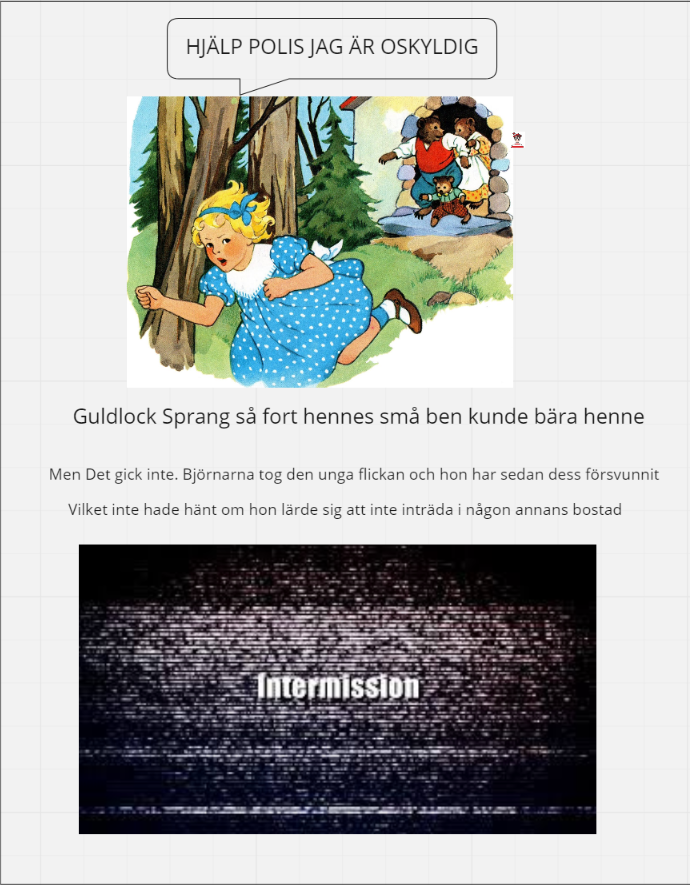 HJÄLP POLIS JAG ÄR OSKYLDIG
Guldlock Sprang så fort hennes små ben kunde bära henne
Men Det gick inte. Björnarna tog den unga flickan och hon har sedan dess försvunnit
Vilket inte hade hänt om hon lärde sig att inte inträda i någon annans bostad
Intermission